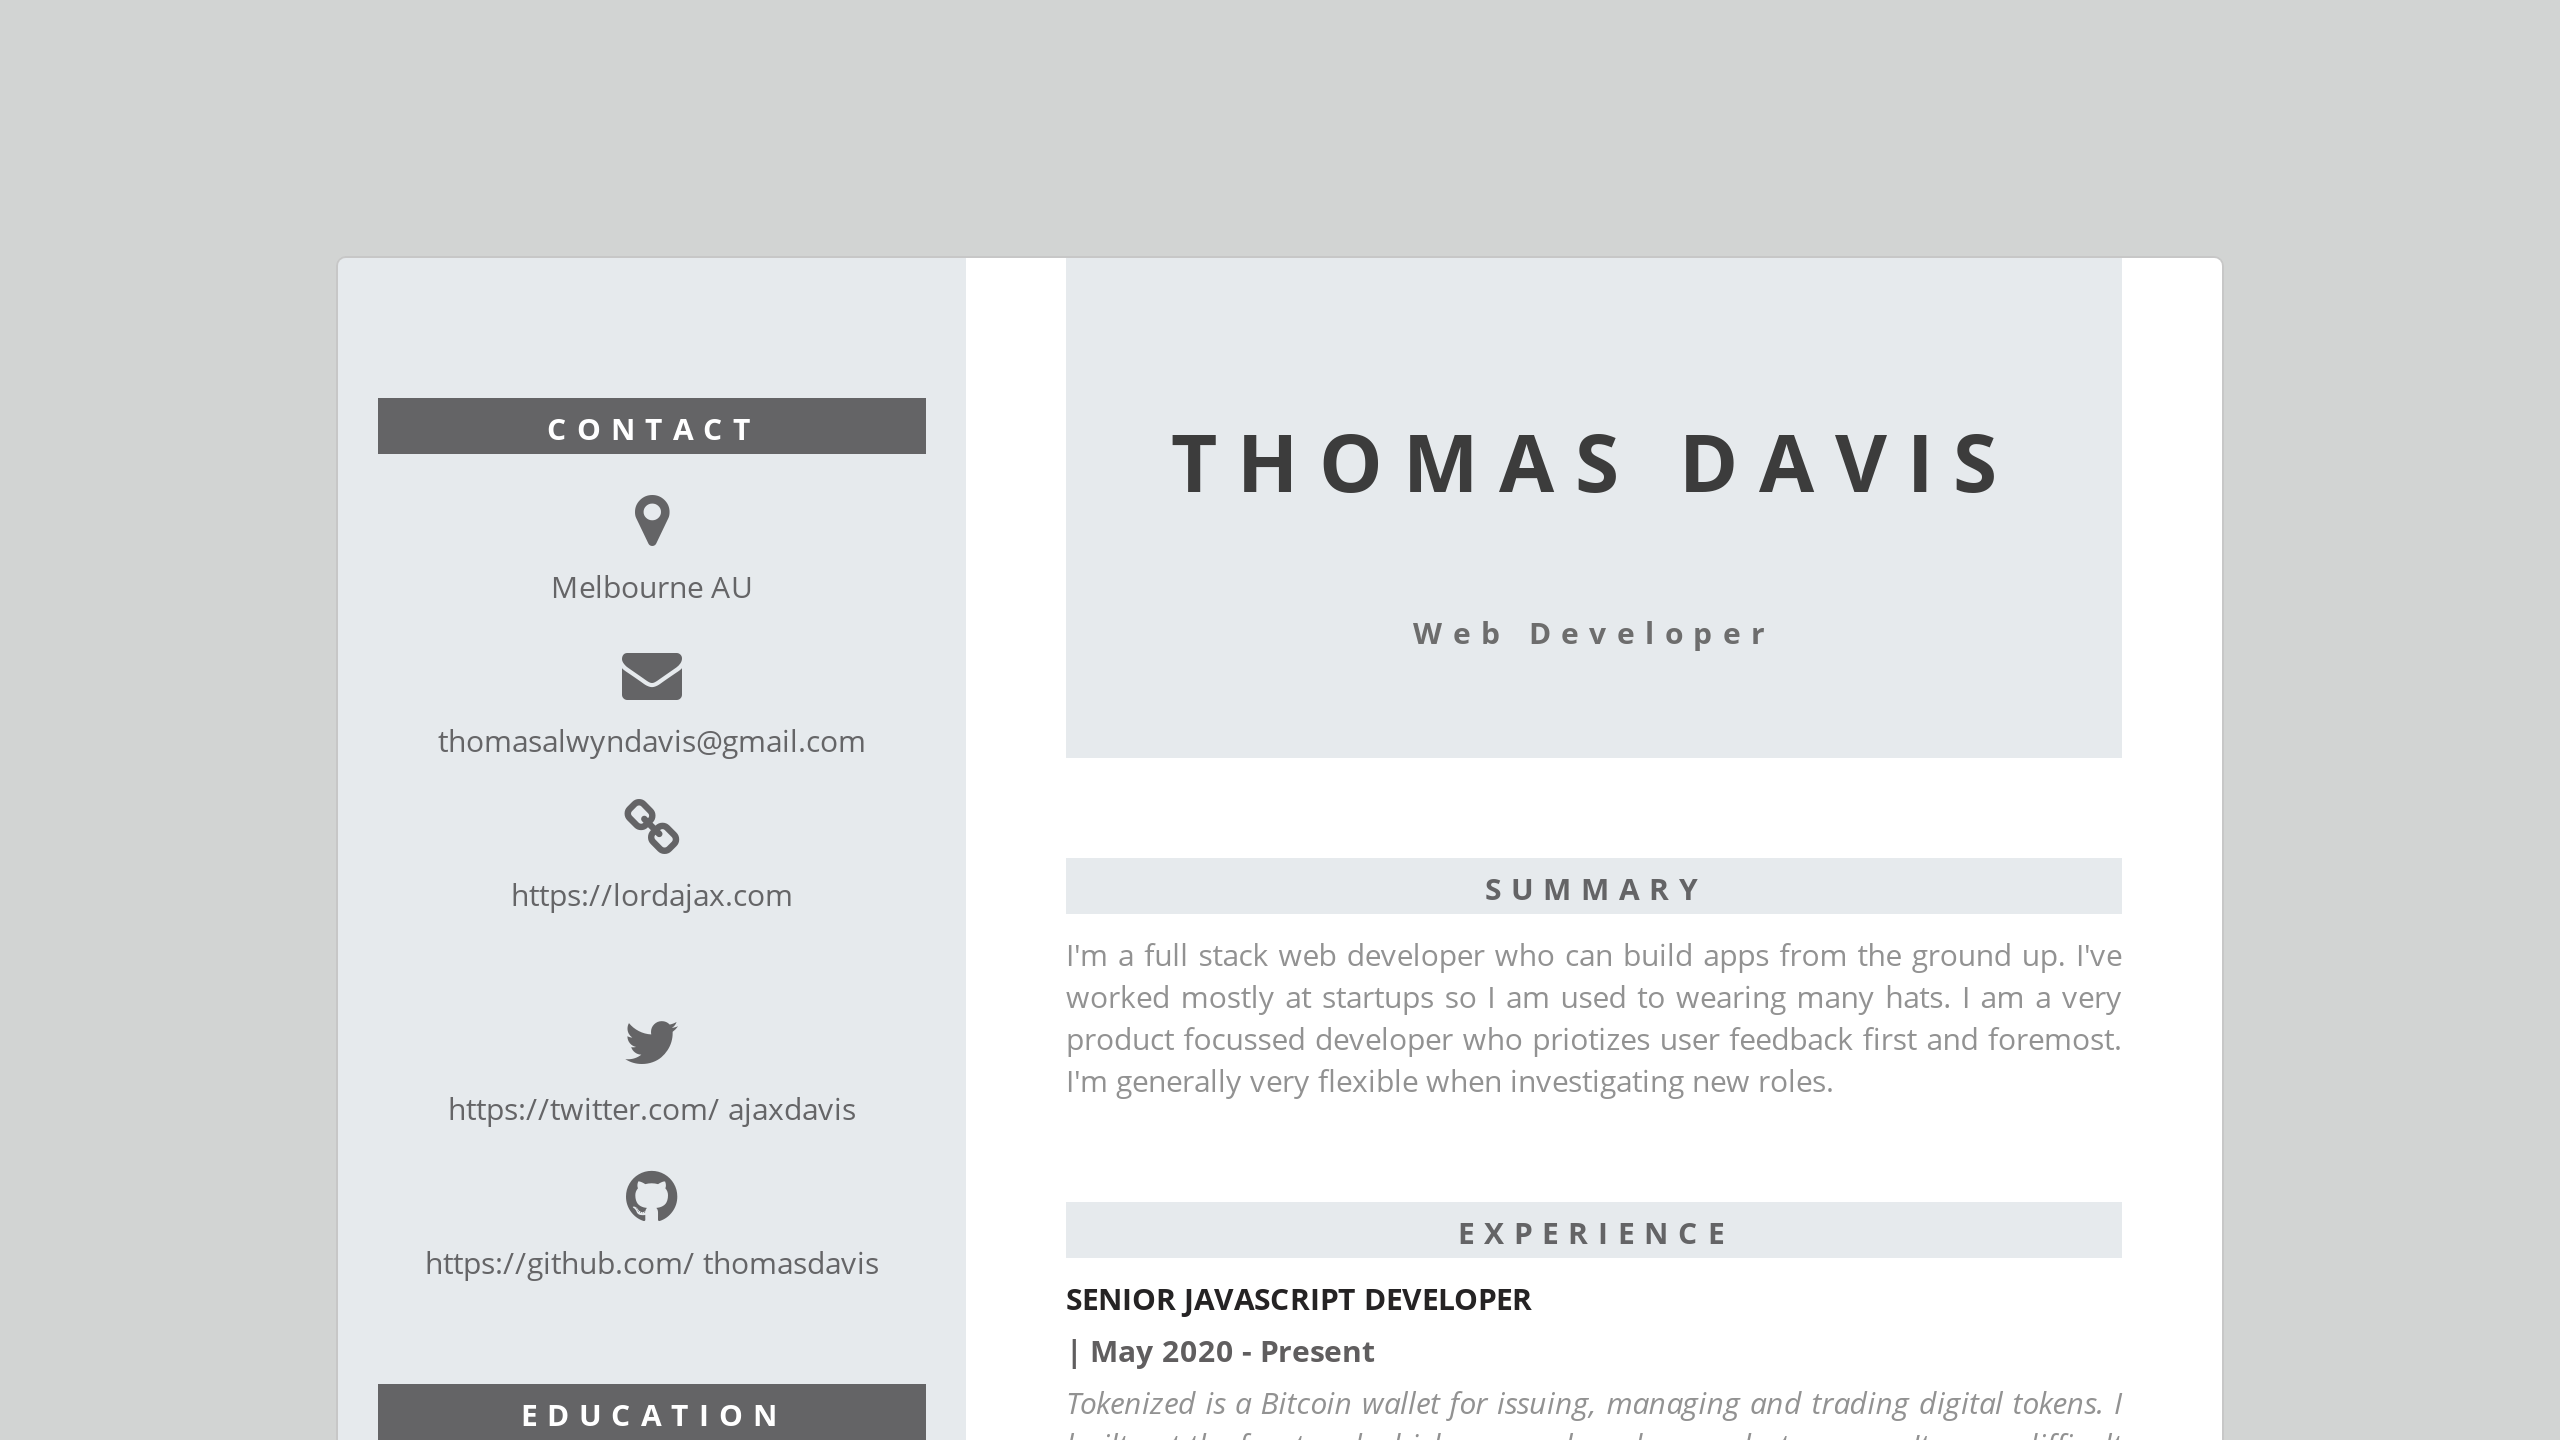 CONTACT
Melbourne AU
thomasalwyndavis@gmail.com
https://lordajax.com
https://twitter.com/ ajaxdavis
https://github.com/ thomasdavis
EDUCATION
THOMAS DAVIS
Web Developer
SUMMARY
I'm a full stack web developer who can build apps from the ground up. I've
worked mostly at startups so I am used to wearing many hats. I am a very
product focussed developer who priotizes user feedback first and foremost.
I'm generally very flexible when investigating new roles.
EXPERIENCE
SENIOR JAVASCRIPT DEVELOPER
| May 2020 - Present
Tokenized is a Bitcoin wallet for issuing, managing and trading digital tokens. I